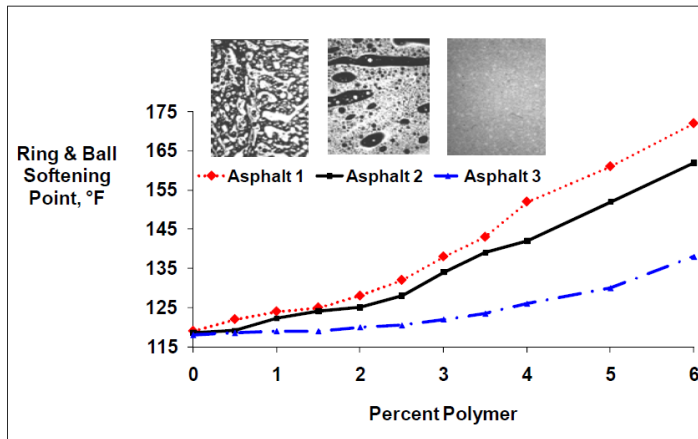 175
165
155
145
135
125
115
Ring & Ball
Softening
Point, °F
Asphalt 1 Asphalt 2 Asphalt 3
0 1 2 3 4 5 6
Percent Polymer